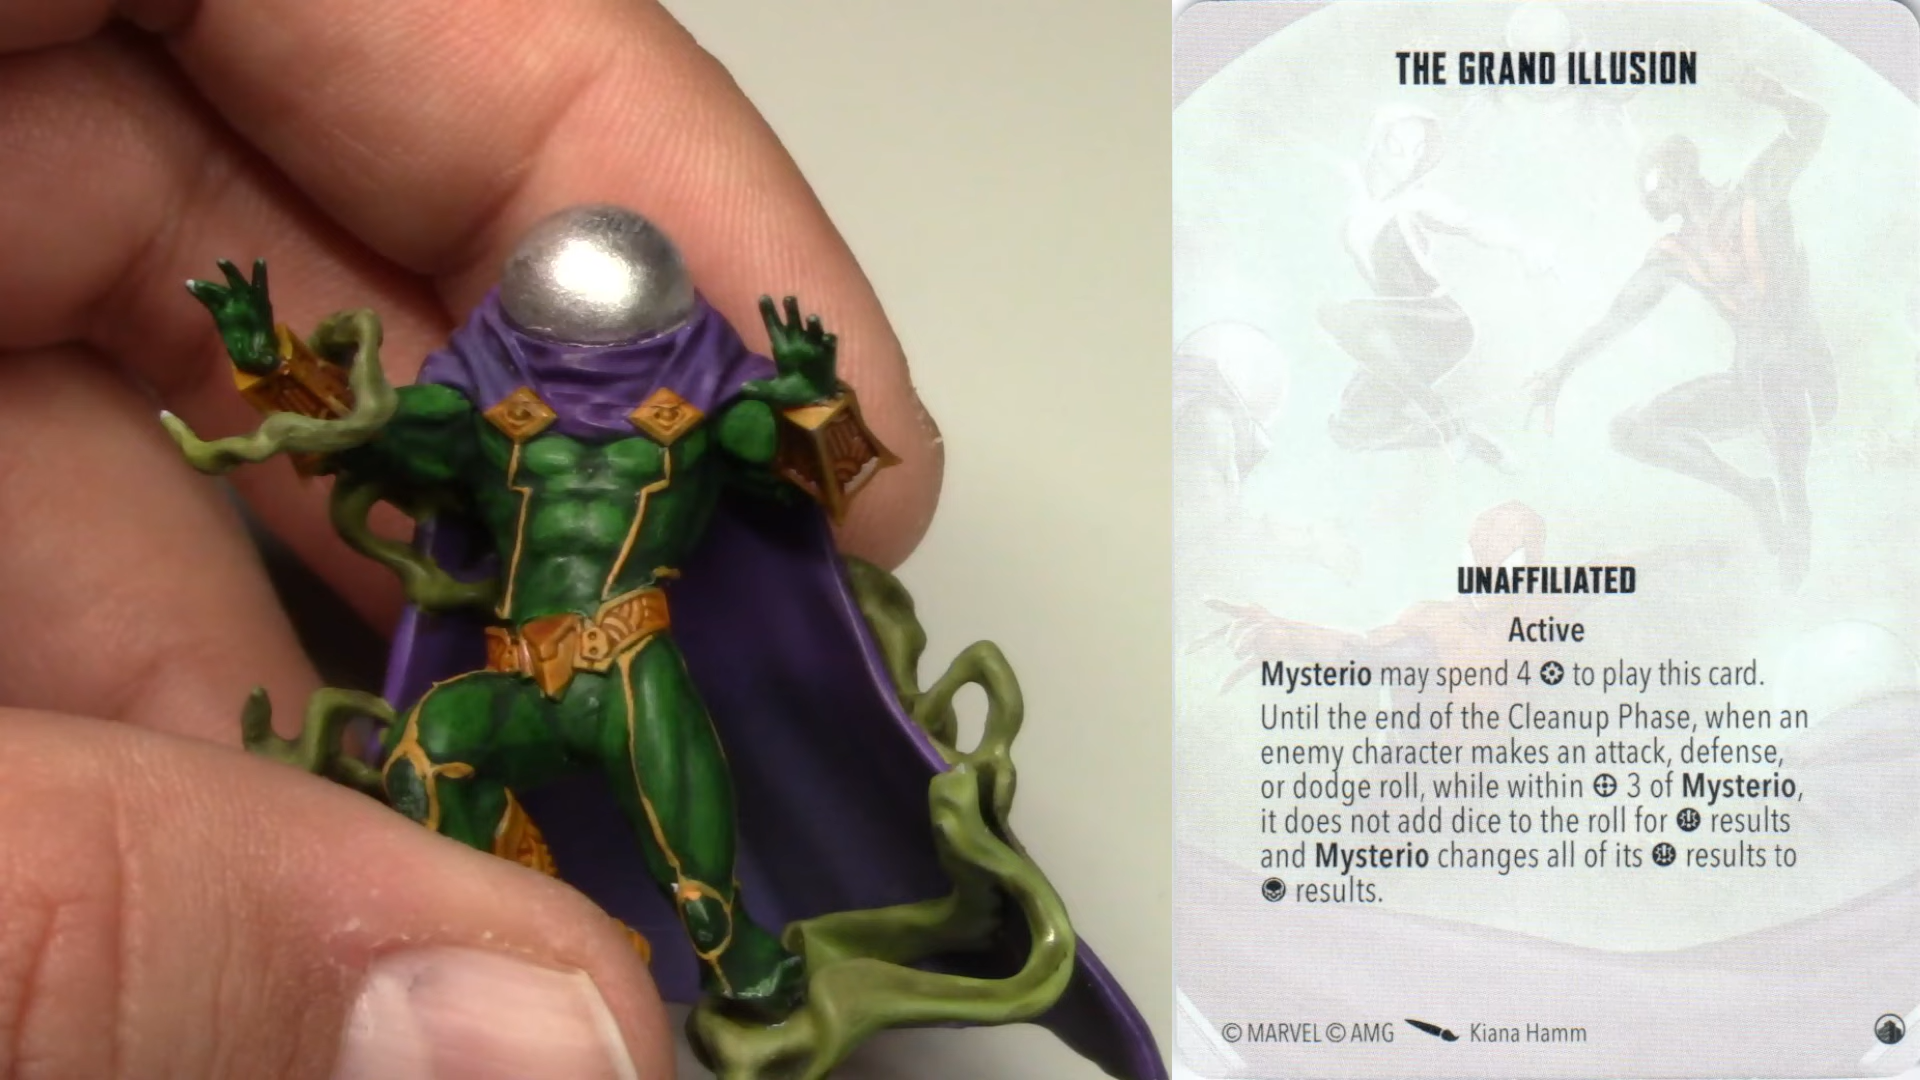 THE GRAND ILLUSION
UNAFFILIATED
Active
Mysterio may spend 4 to play this card.
Until the end of the Cleanup Phase, when an
enemy character makes an attack, defense,
or dodge roll, while within 3 of Mysterio,
it does not add dice to the roll for results
and Mysterio changes all of its results to
results.
© MARVEL © AMG Kiana Hamm